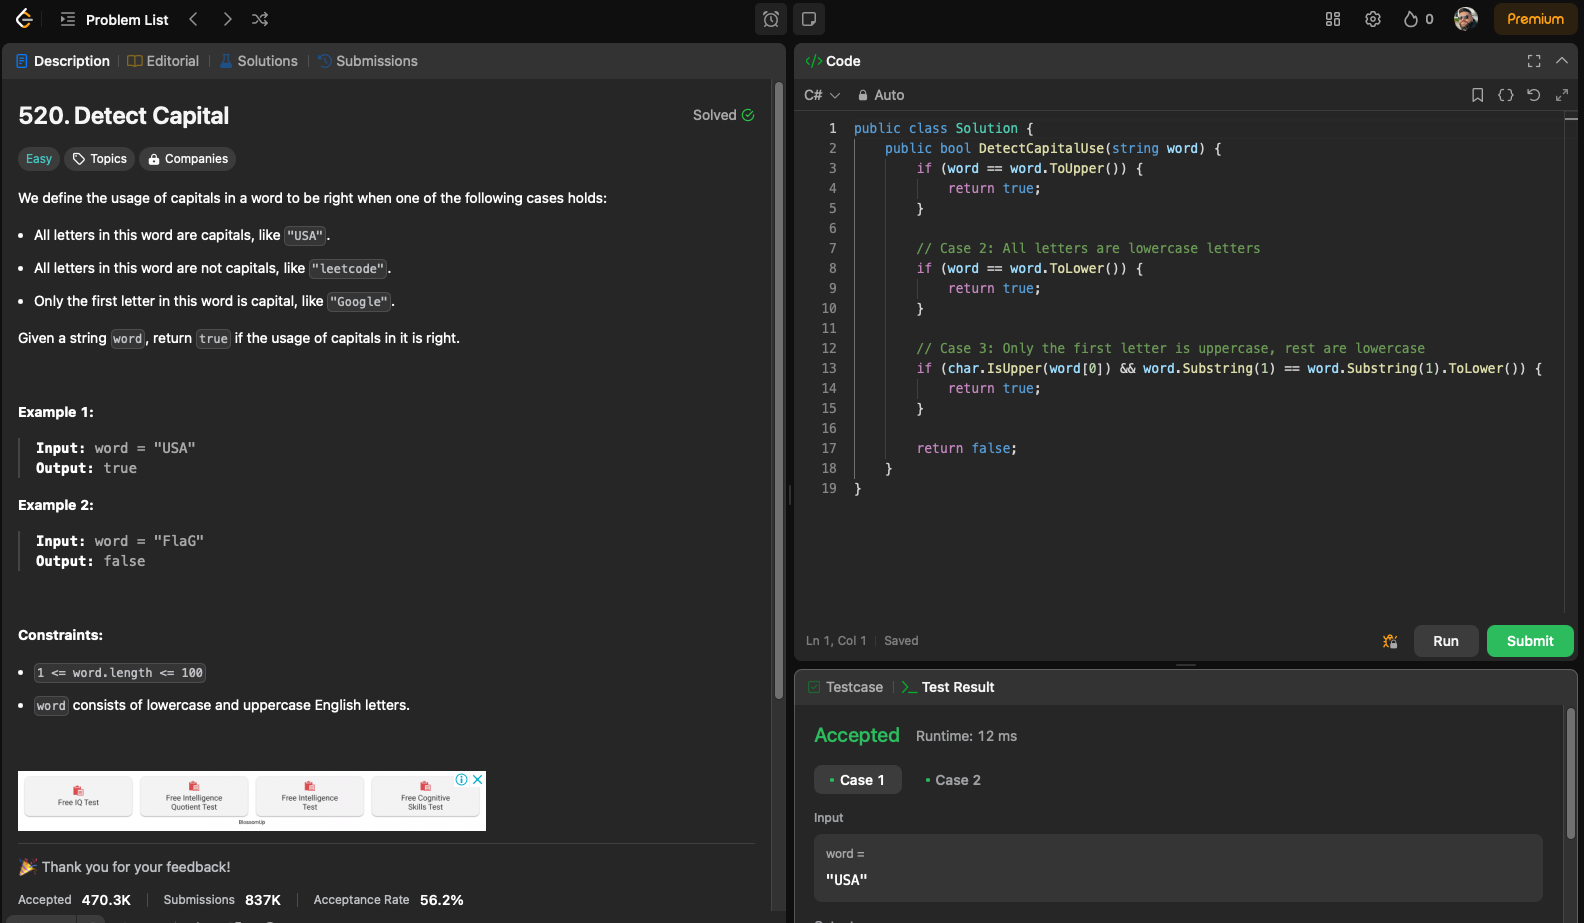 Problem List
0
Premium
Description
Editorial
Solutions
Submissions
520. Detect Capital
Solved
Easy
Topics
Companies
We define the usage of capitals in a word to be right when one of the following cases holds:
• All letters in this word are capitals, like "USA".
• All letters in this word are not capitals, like "leetcode".
• Only the first letter in this word is capital, like "Google".
Given a string word, return true if the usage of capitals in it is right.
Example 1:
Input: word = "USA"
Output: true
Example 2:
Input: word = "FlaG"
Output: false
Constraints:
• 1 <= word.length <= 100
• word consists of lowercase and uppercase English letters.
Free IQ Test
Free Intelligence
Quotient Test
Free Intelligence
Test
Free Cognitive
Skills Test
BlossomUp
Thank you for your feedback!
Accepted 470.3K
Submissions 837K
Acceptance Rate 56.2%
</> Code
C#
Auto
1 public class Solution {
2 public bool DetectCapitalUse(string word) {
3 if (word == word.ToUpper()) {
4 return true;
5 }
6
7 // Case 2: All letters are lowercase letters
8 if (word == word.ToLower()) {
9 return true;
10 }
11
12 // Case 3: Only the first letter is uppercase, rest are lowercase
13 if (char.IsUpper(word[0]) && word.Substring(1) == word.Substring(1).ToLower()) {
14 return true;
15 }
16
17 return false;
18 }
19 }
Ln 1, Col 1
Saved
Run
Submit
Testcase
>_ Test Result
Accepted
Runtime: 12 ms
• Case 1
• Case 2
Input
word =
"USA"